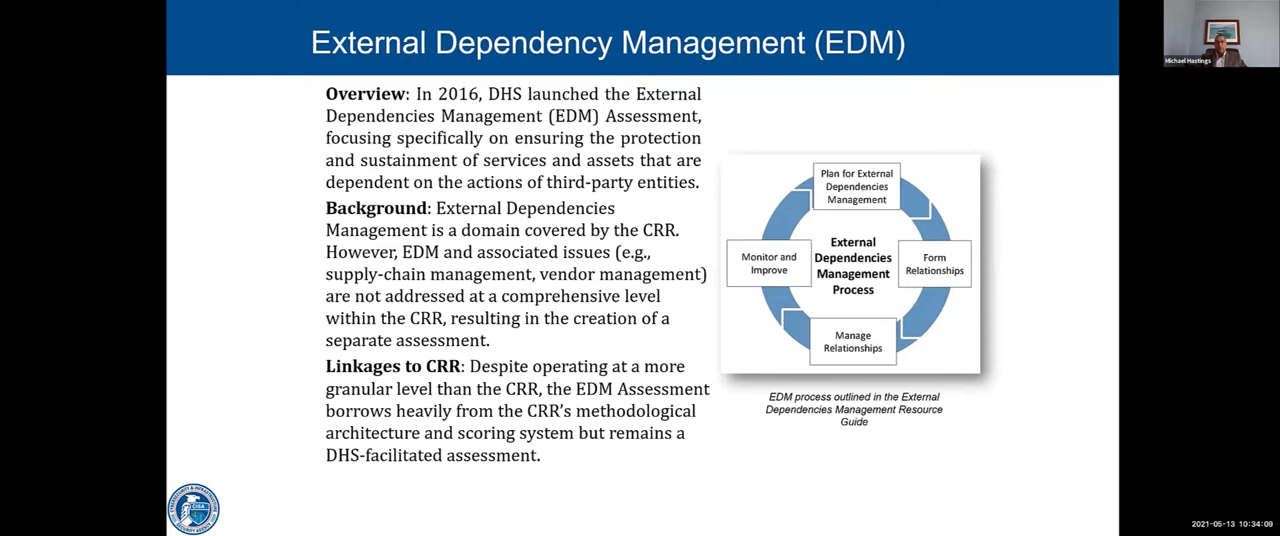 External Dependency Management (EDM)
Michael Hastings
Overview: In 2016, DHS launched the External
Dependencies Management (EDM) Assessment,
focusing specifically on ensuring the protection
and sustainment of services and assets that are
dependent on the actions of third-party entities.
Background: External Dependencies
Management is a domain covered by the CRR.
However, EDM and associated issues (e.g.,
supply-chain management, vendor management)
are not addressed at a comprehensive level
within the CRR, resulting in the creation of a
separate assessment.
Linkages to CRR: Despite operating at a more
granular level than the CRR, the EDM Assessment
borrows heavily from the CRR’s methodological
architecture and scoring system but remains a
DHS-facilitated assessment.
Plan for External
Dependencies
Management
External
Dependencies
Management
Process
Form
Relationships
Manage
Relationships
Monitor and
Improve
EDM process outlined in the External
Dependencies Management Resource
Guide
CYBERSECURITY & INFRASTRUCTURE
CISA
SECURITY AGENCY
2021-05-13 10:34:09